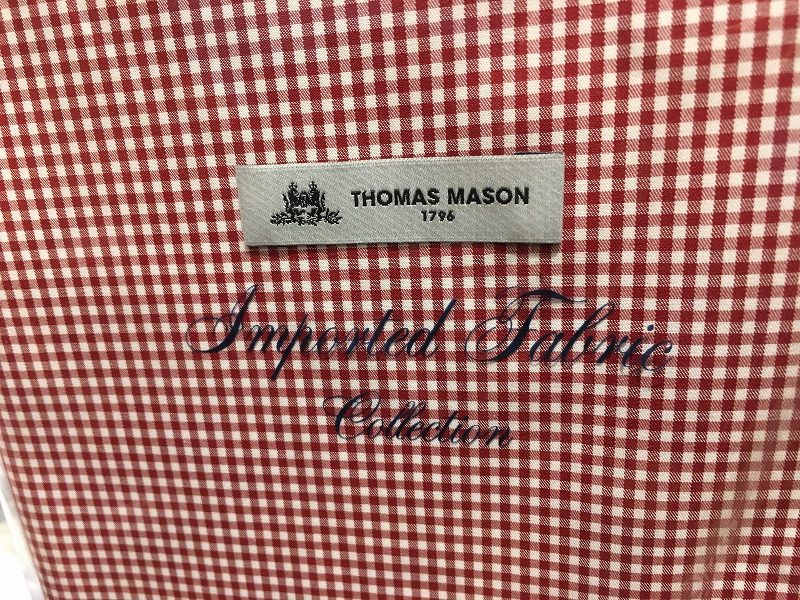 THOMAS MASON
1796
Imported Fabric
Collection